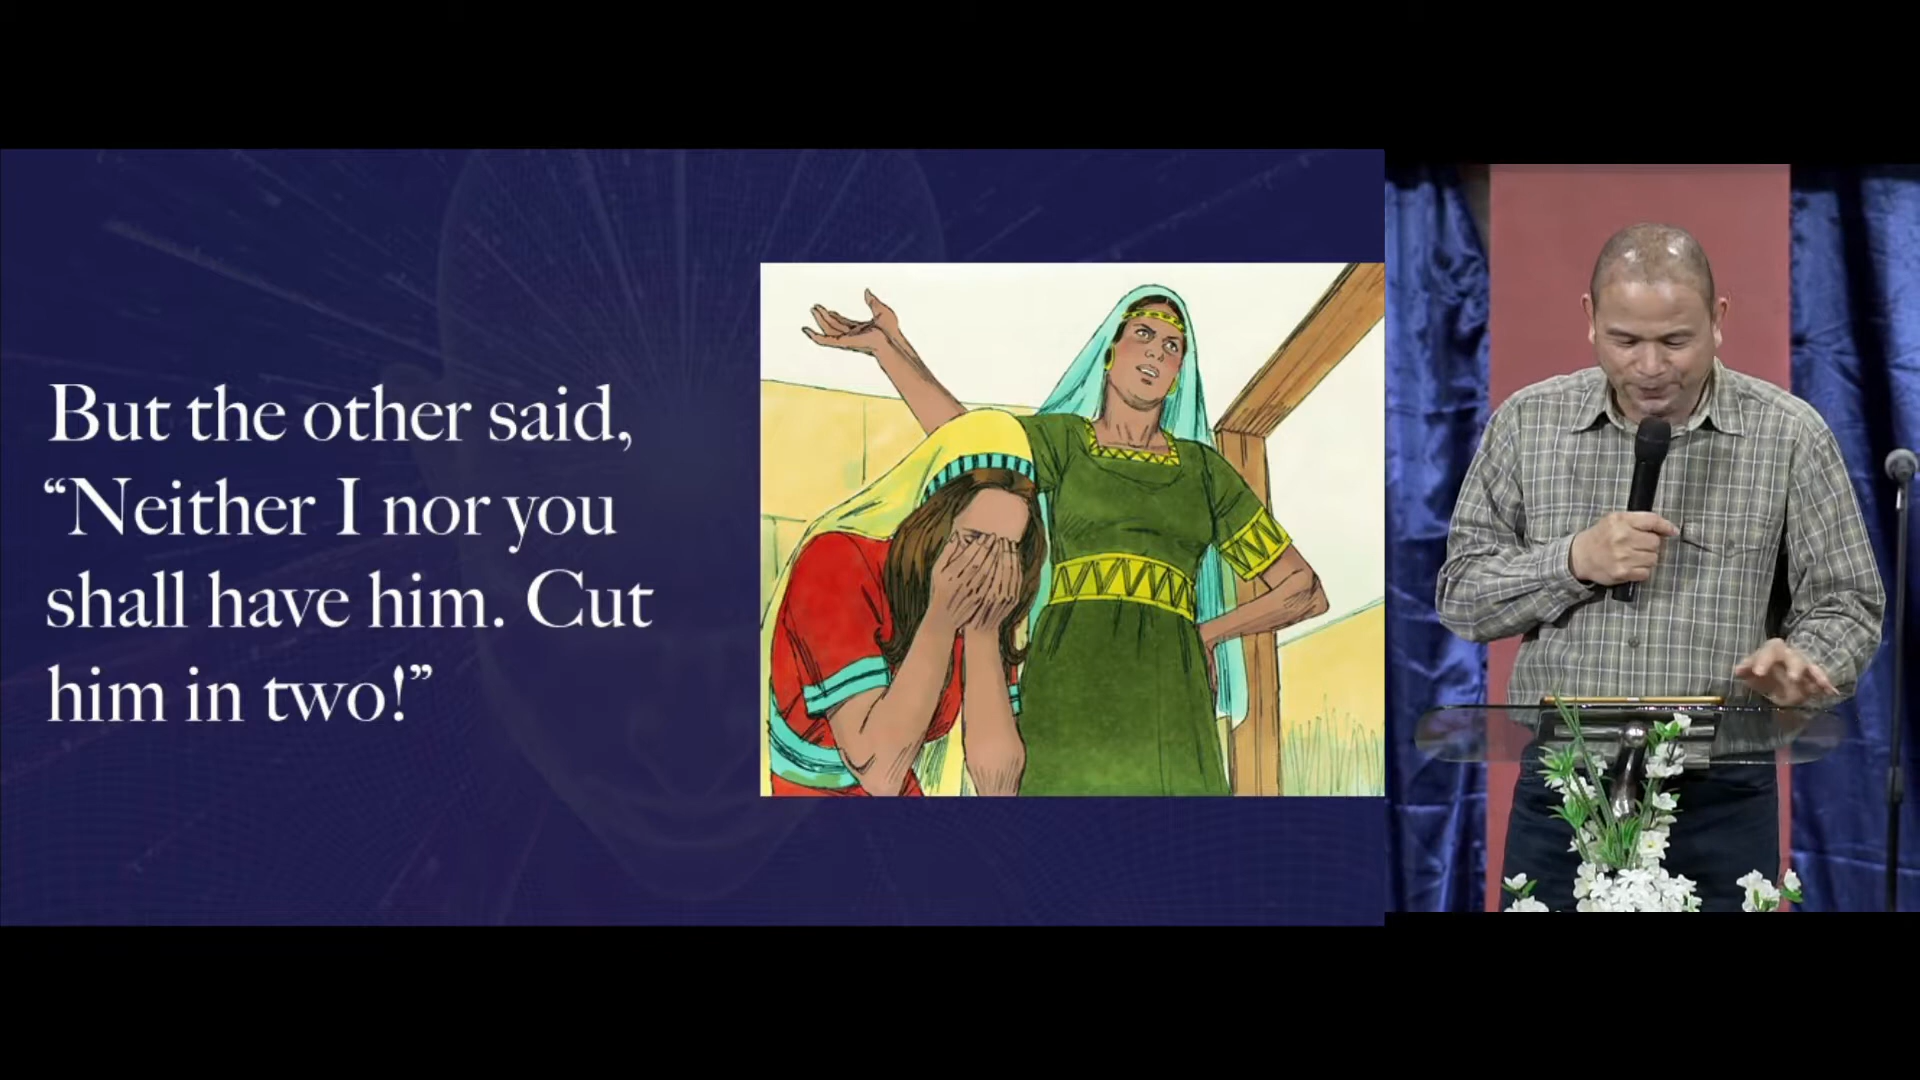 But the other said,
“Neither I nor you
shall have him. Cut
him in two!”